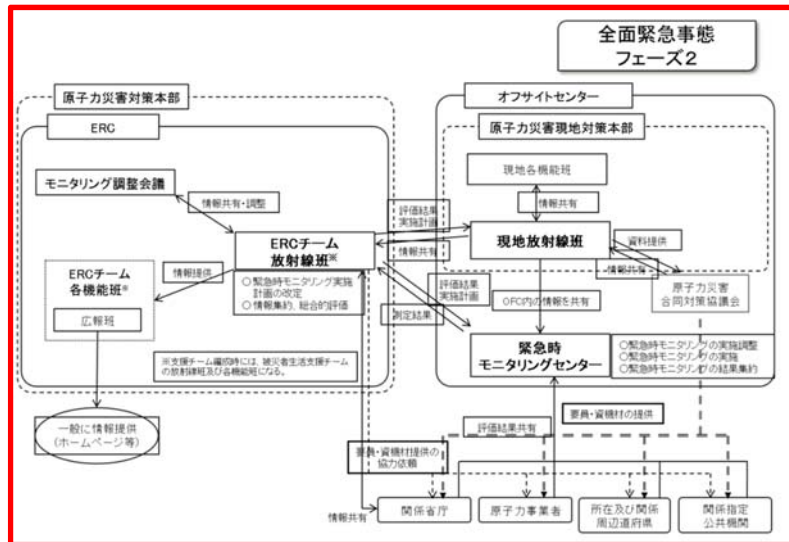 全面緊急事態
フェーズ2
原子力災害対策本部
ERC
モニタリング調整会議
情報共有・調整
ERCチーム
放射線班※
○緊急時モニタリング実施
計画の改定
○情報集約、総合的評価
ERCチーム
各機能班※
広報班
情報提供
※支援チーム編成時には、被災者生活支援チーム
の放射線班及び各機能班になる。
一般に情報提供
(ホームページ等)
評価結果
実施計画
情報共有
評価結果
実施計画
測定結果
オフサイトセンター
原子力災害現地対策本部
現地各機能班
情報共有
現地放射線班
資料提供
情報共有
原子力災害
合同対策協議会
OFC内の情報を共有
緊急時
モニタリングセンター
○緊急時モニタリングの実施調整
○緊急時モニタリングの実施
○緊急時モニタリングの結果集約
要員・資機材の提供
評価結果共有
要員・資機材提供の
協力依頼
情報共有
関係省庁
原子力事業者
所在及び関係
周辺道府県
関係指定
公共機関